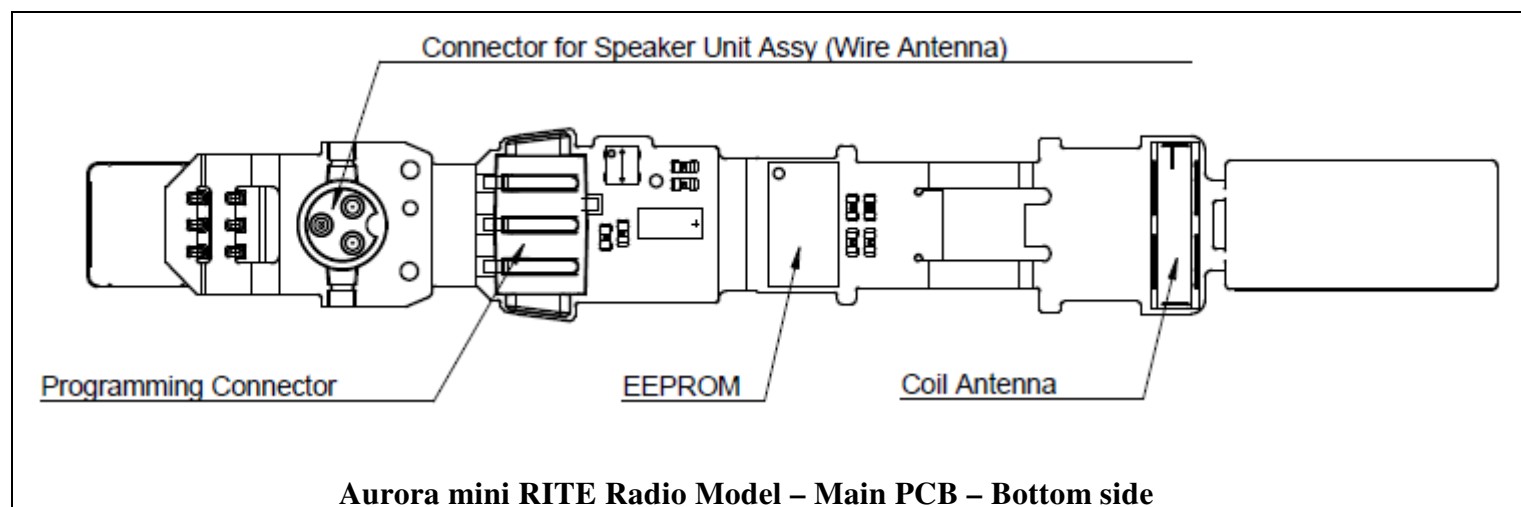 Connector for Speaker Unit Assy (Wire Antenna)
Programming Connector
EEPROM
Coil Antenna
Aurora mini RITE Radio Model – Main PCB – Bottom side